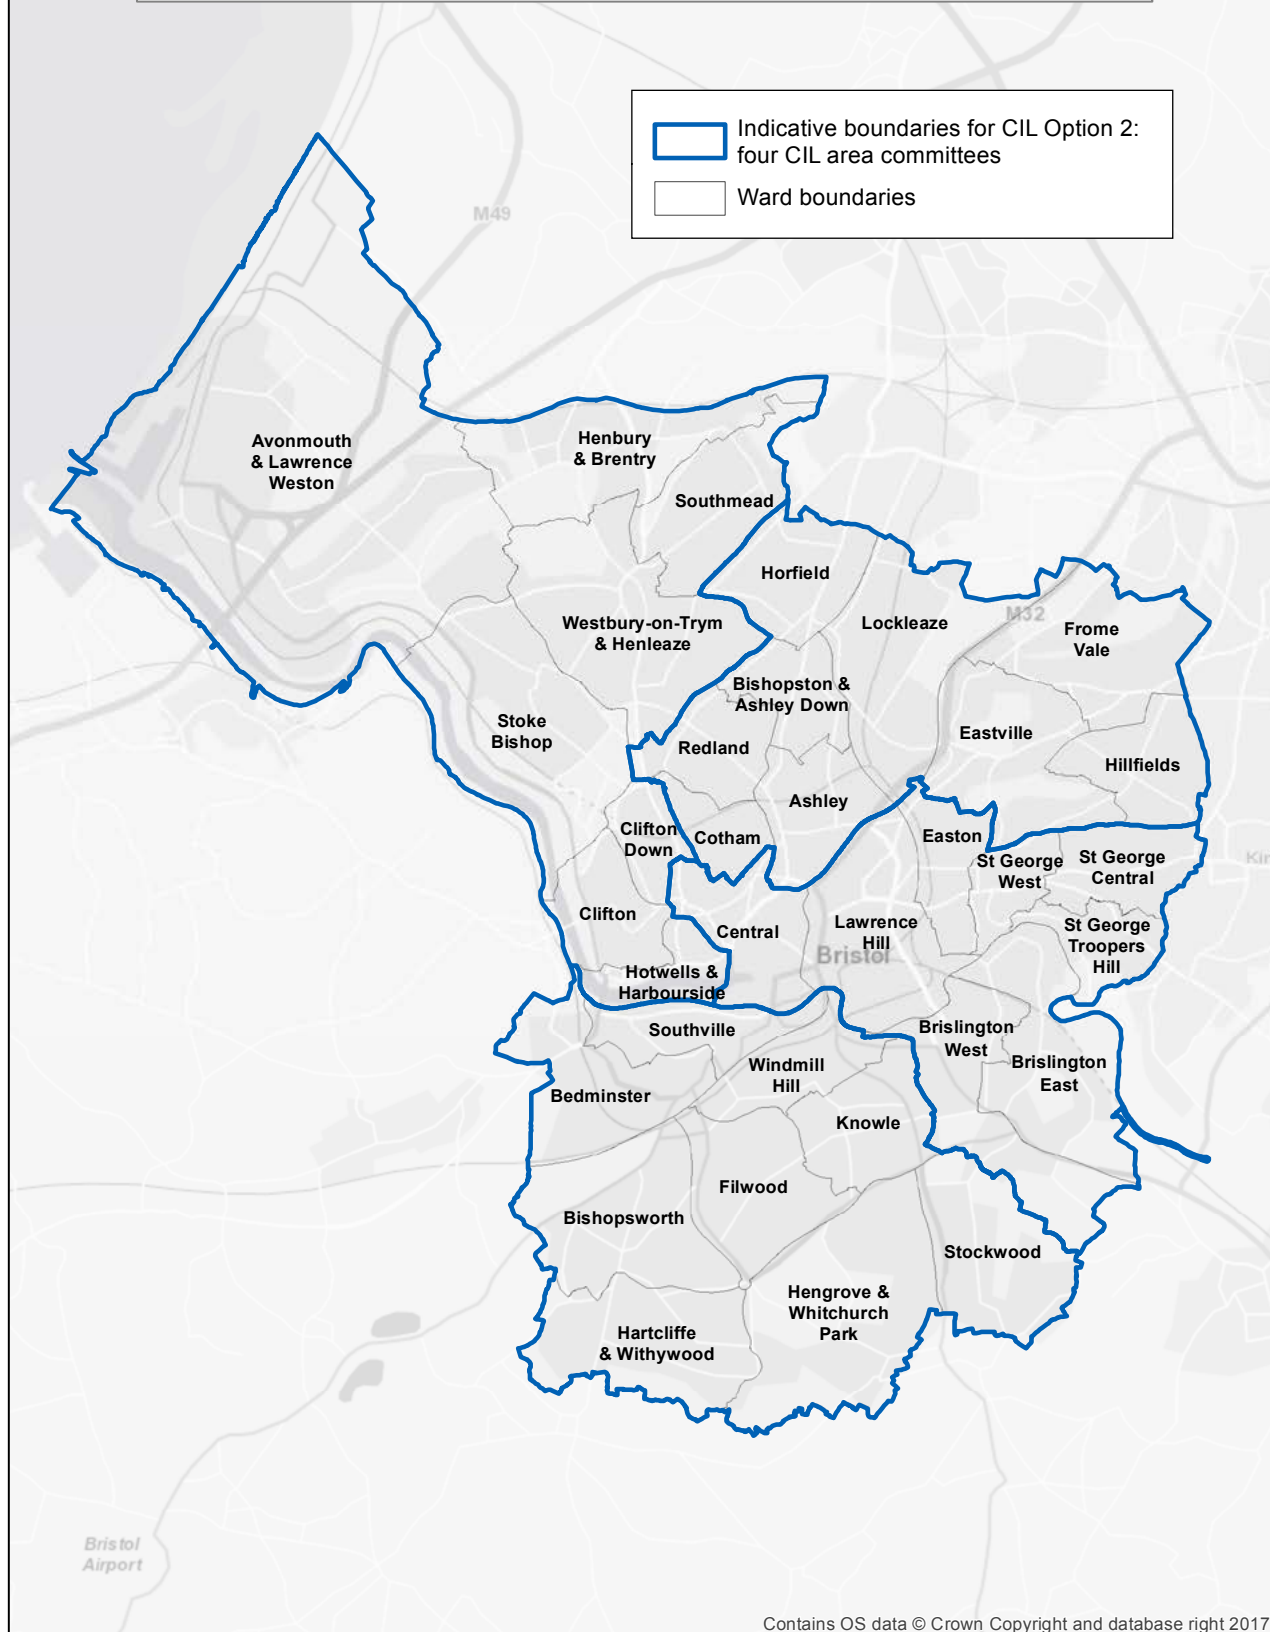 Indicative boundaries for CIL Option 2:
four CIL area committees
Ward boundaries
M49
Avonmouth
& Lawrence
Weston
Henbury
& Brentry
Southmead
Horfield
Lockleaze
M32
Frome
Vale
Westbury-on-Trym
& Henleaze
Bishopston &
Ashley Down
Stoke
Bishop
Redland
Eastville
Hillfields
Ashley
Clifton
Down
Cotham
Easton
St George
West
St George
Central
Clifton
Central
Lawrence
Hill
St George
Troopers
Hill
Bristol
Hotwells &
Harbourside
Southville
Brislington
West
Brislington
East
Windmill
Hill
Bedminster
Knowle
Filwood
Bishopsworth
Stockwood
Hengrove &
Whitchurch
Park
Hartcliffe
& Withywood
Bristol
Airport
Contains OS data © Crown Copyright and database right 2017